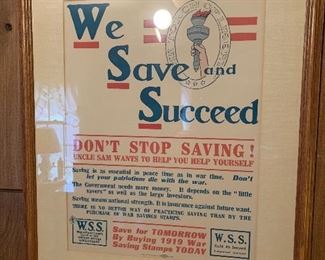 We
Save and
Succeed
DON'T STOP SAVING!
UNCLE SAM WANTS TO HELP YOU HELP YOURSELF
Saving is as essential in peace time as in war time. Don't
let your patriotism die with the war.
The Government needs more money. It depends on the "little
savers" as well as the large investors.
Saving means national strength. It is insurance against future want.
THERE IS NO BETTER WAY OF PRACTICING SAVING THAN BY THE
PURCHASE OF WAR SAVINGS STAMPS.
W.S.S.
WAR SAVINGS STAMPS
Save for TOMORROW
By Buying 1919 War
Saving Stamps TODAY
W.S.S.